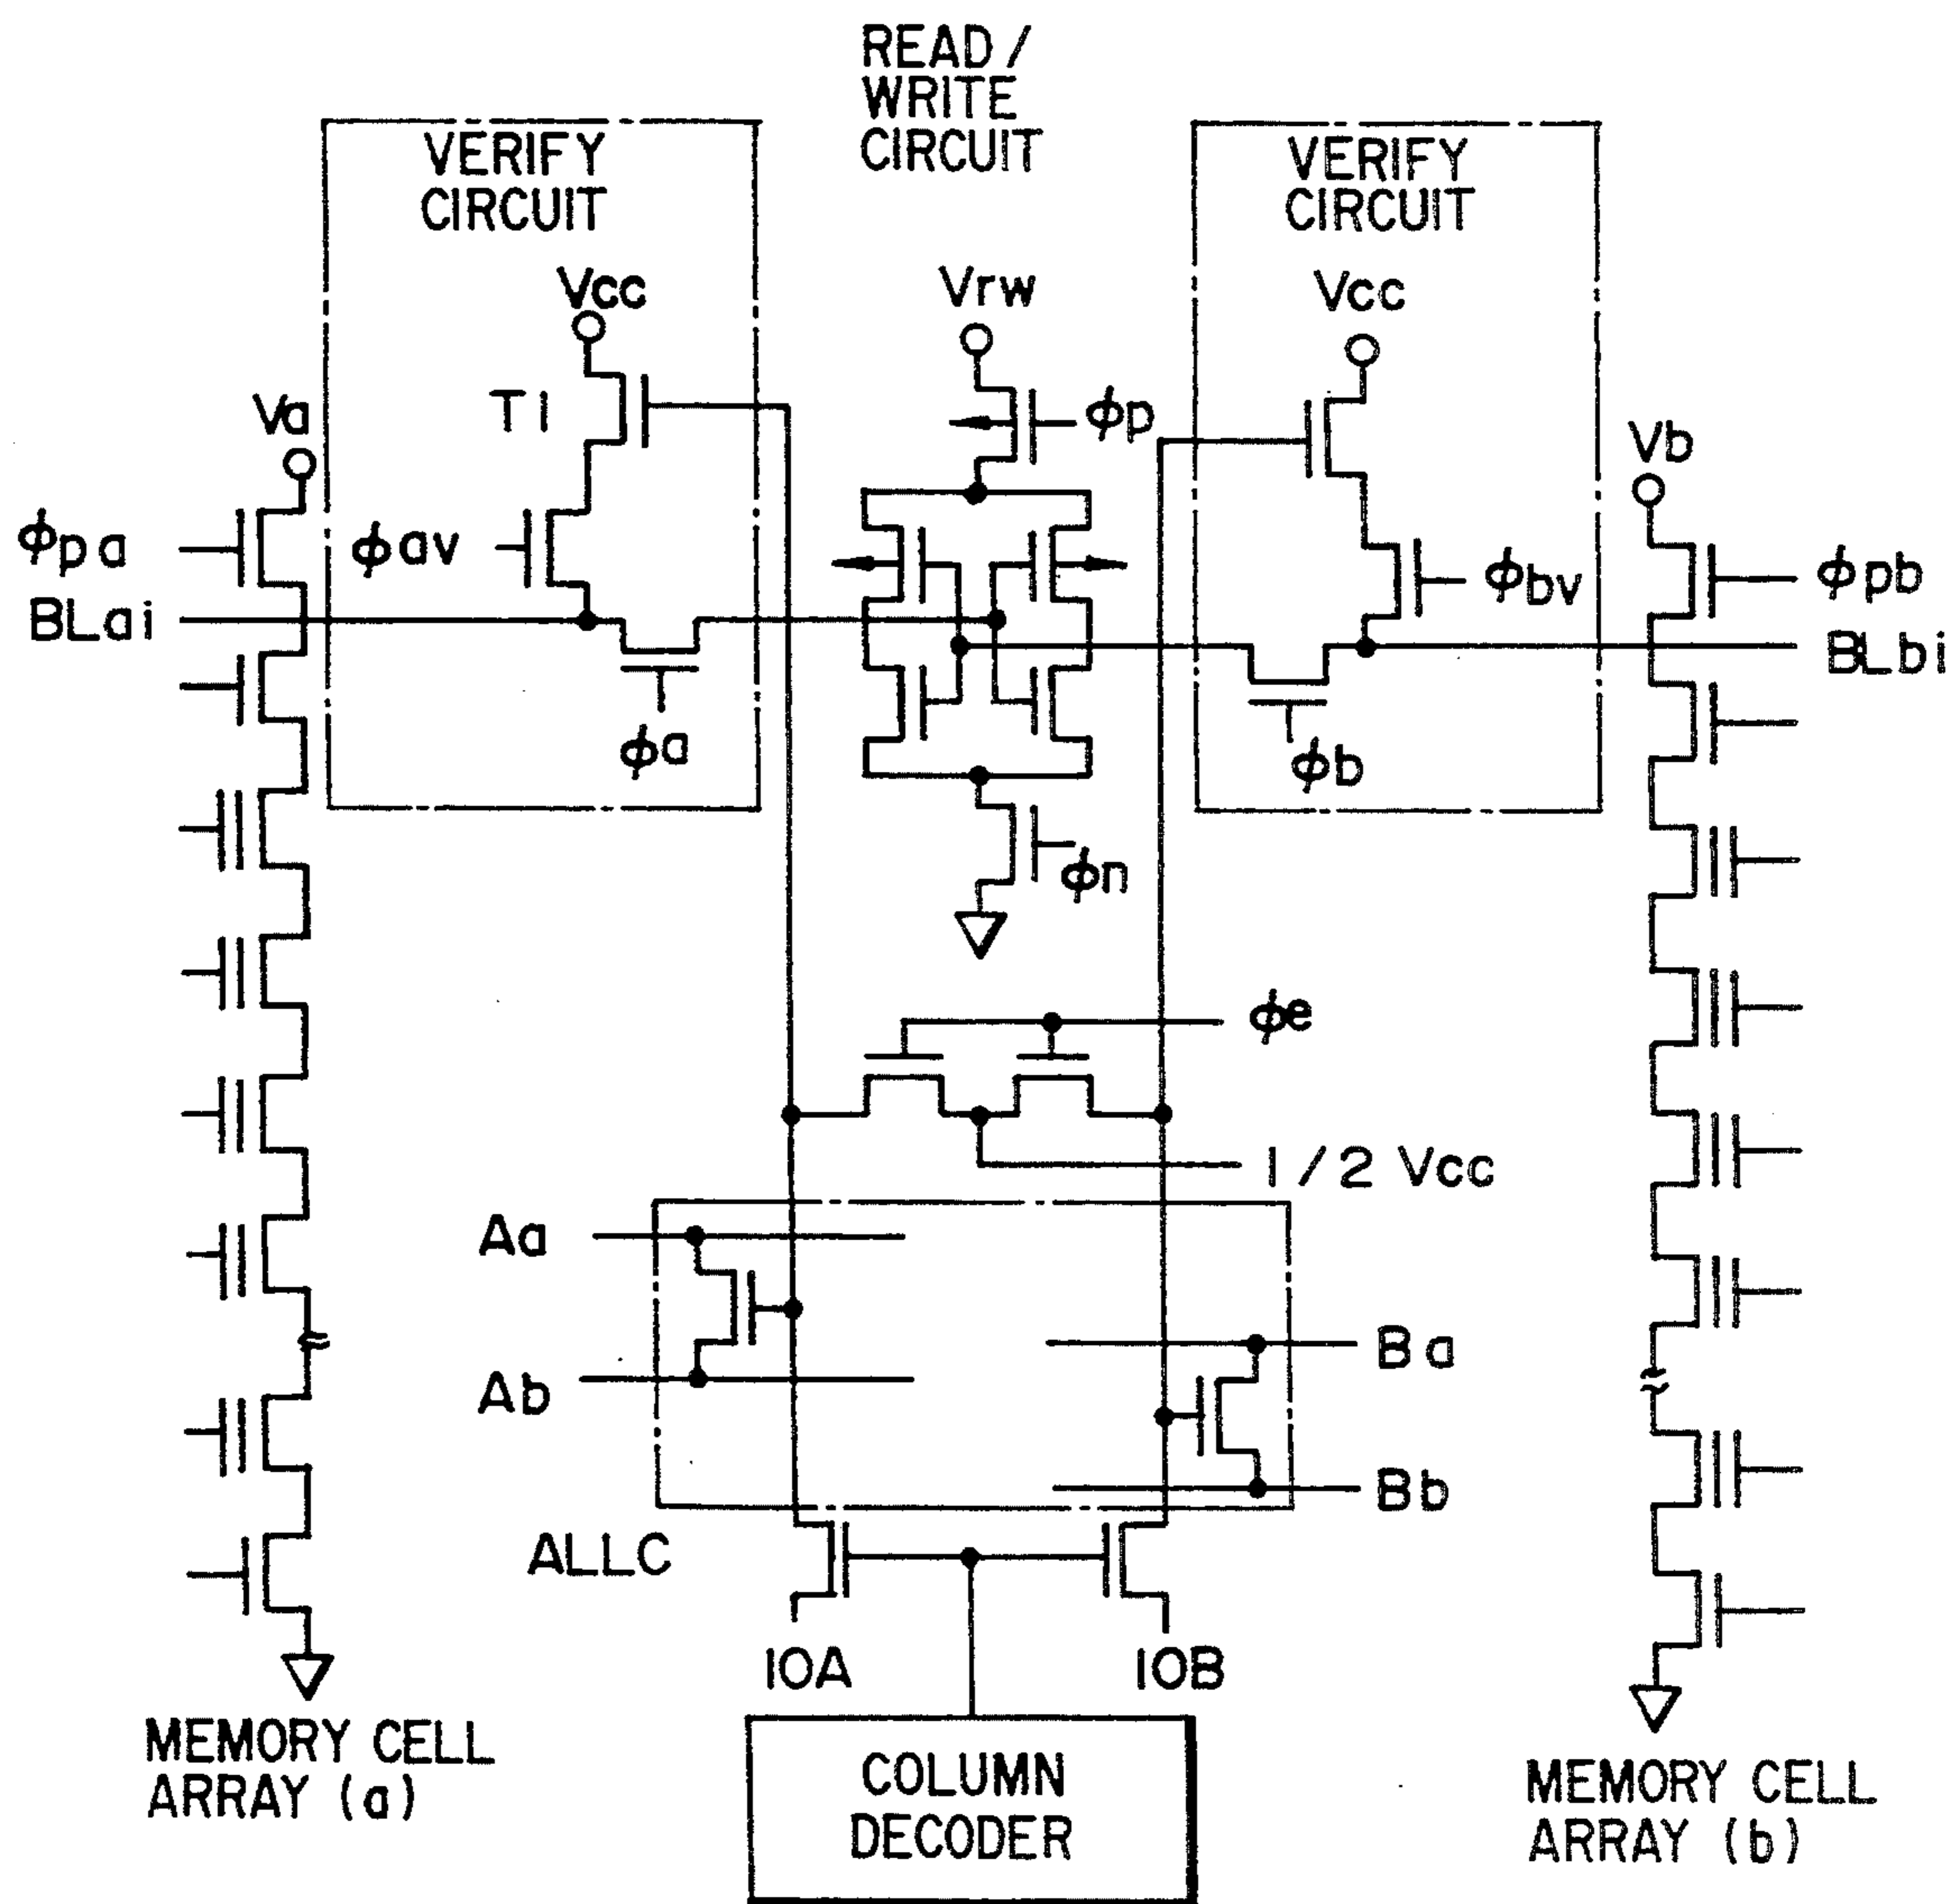 READ /
WRITE
CIRCUIT
VERIFY
CIRCUIT
VERIFY
CIRCUIT
Vcc
Vrw
Vcc
T1
Va
ϕp
Vb
ϕpa
ϕav
ϕbv
ϕpb
BLai
BLbi
ϕa
ϕb
ϕn
ϕe
1 / 2 Vcc
Aa
Ba
Ab
Bb
ALLC
IOA
IOB
MEMORY CELL
ARRAY (a)
COLUMN
DECODER
MEMORY CELL
ARRAY (b)